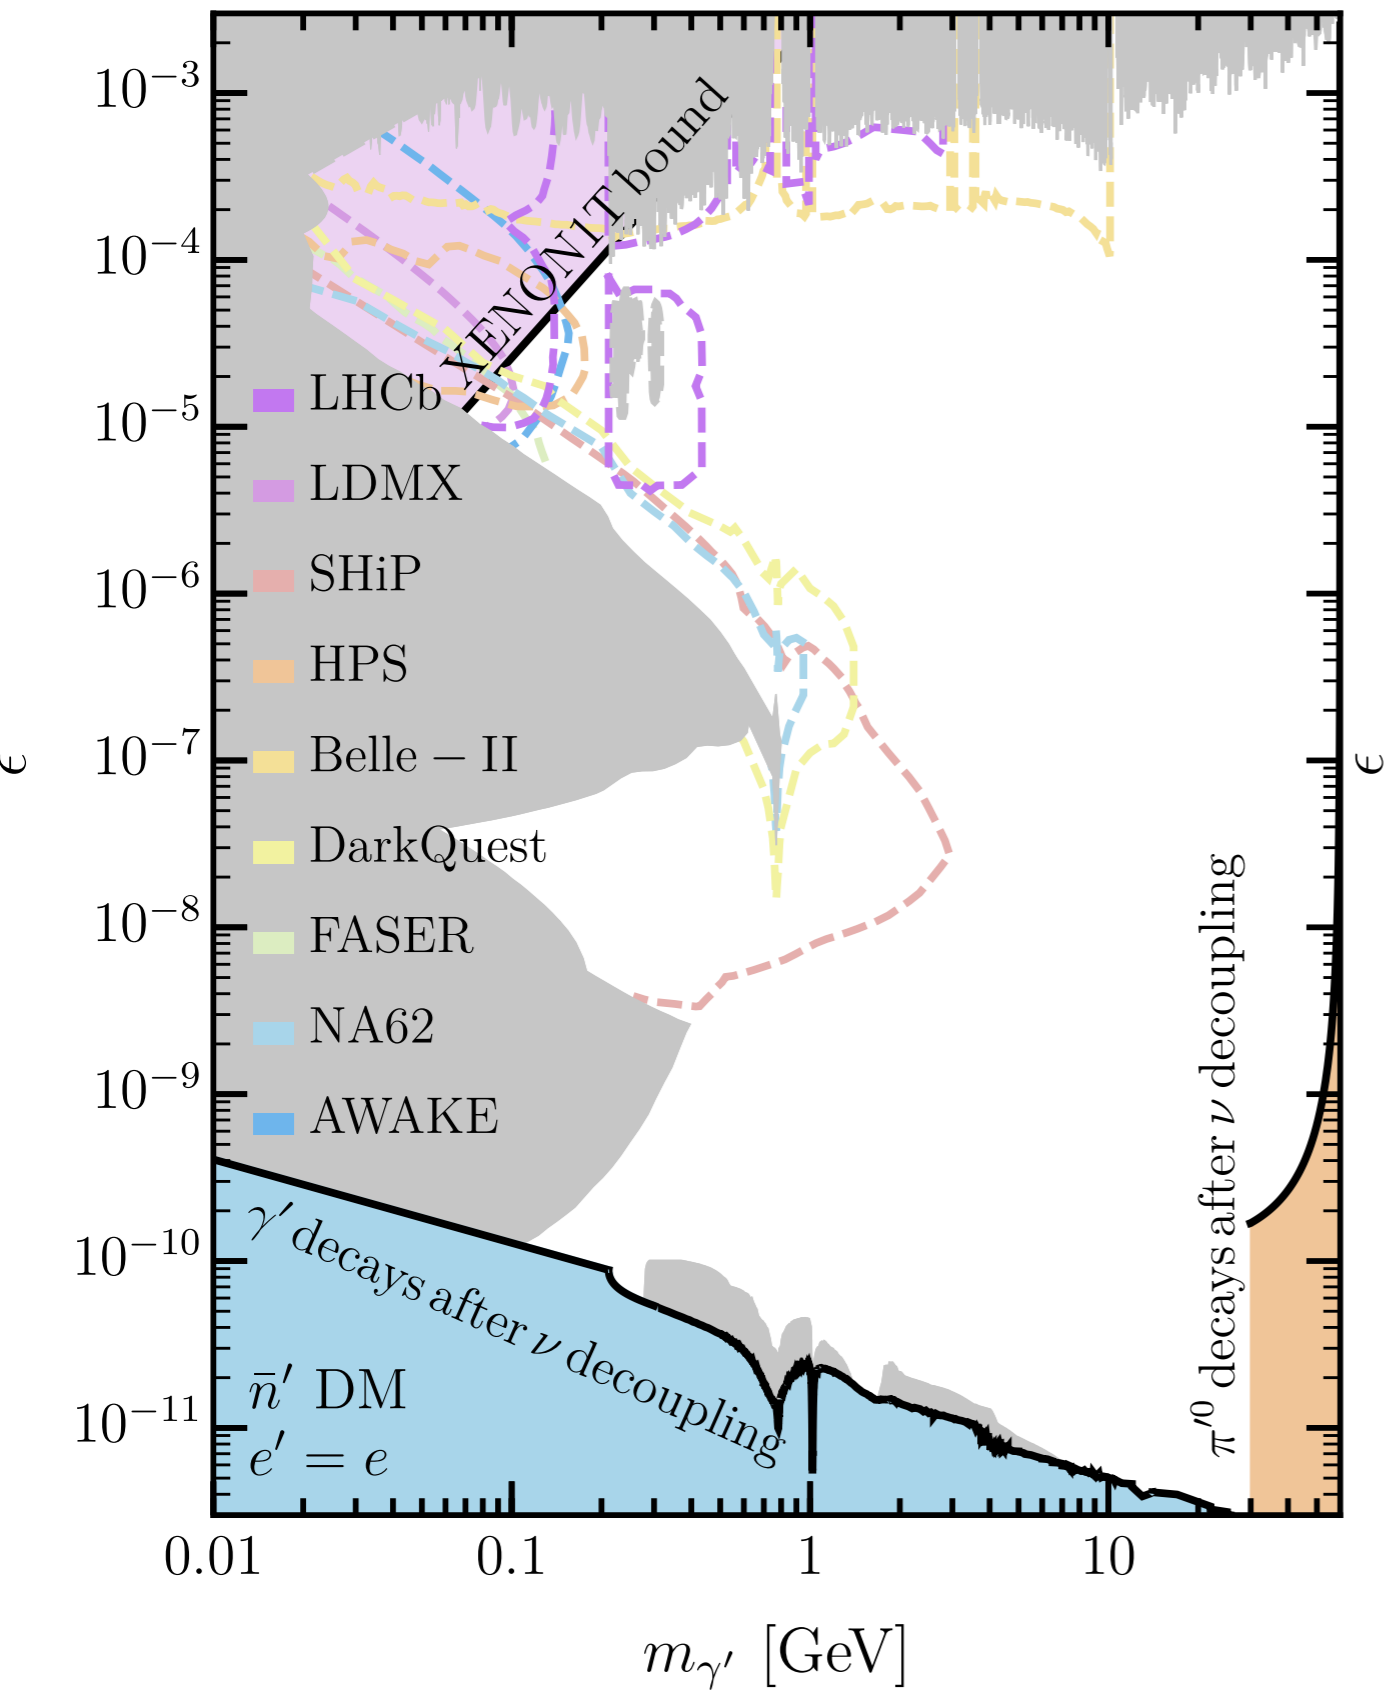 10⁻³
10⁻⁴
10⁻⁵
10⁻⁶
10⁻⁷
10⁻⁸
10⁻⁹
10⁻¹⁰
10⁻¹¹
ϵ
XENON1T bound
LHCb
LDMX
SHiP
HPS
Belle − II
DarkQuest
FASER
NA62
AWAKE
γ′ decays after ν decoupling
n̄′ DM
e′ = e
π′⁰ decays after ν decoupling
ϵ
0.01 0.1 1 10
m_γ′ [GeV]